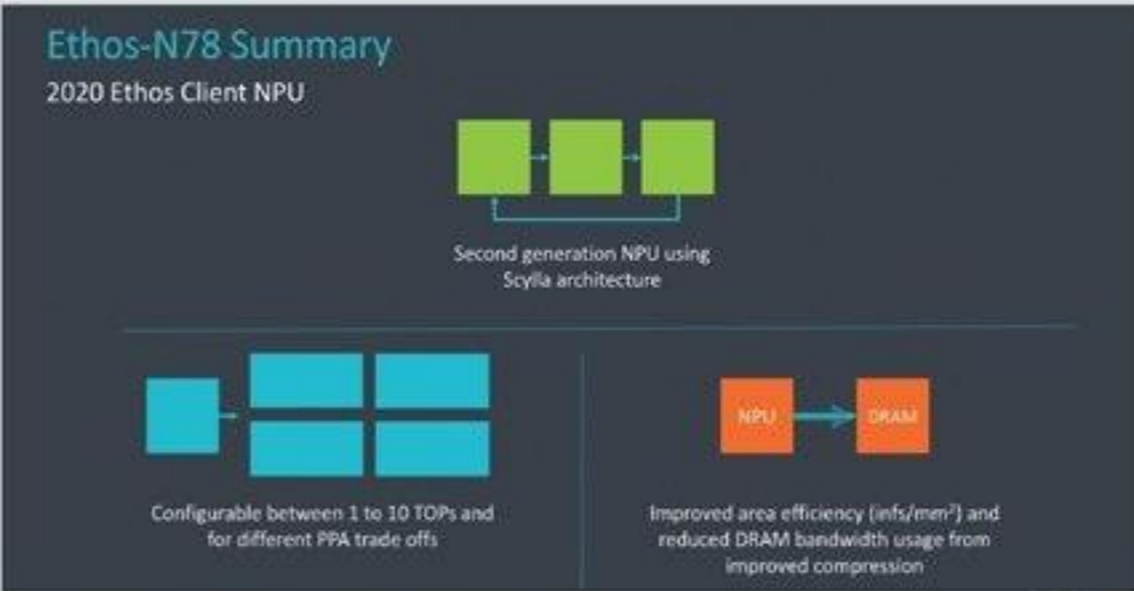 Ethos-N78 Summary
2020 Ethos Client NPU
Second generation NPU using
Scylla architecture
Configurable between 1 to 10 TOPs and
for different PPA trade offs
NPU
DRAM
Improved area efficiency (infs/mm²) and
reduced DRAM bandwidth usage from
improved compression